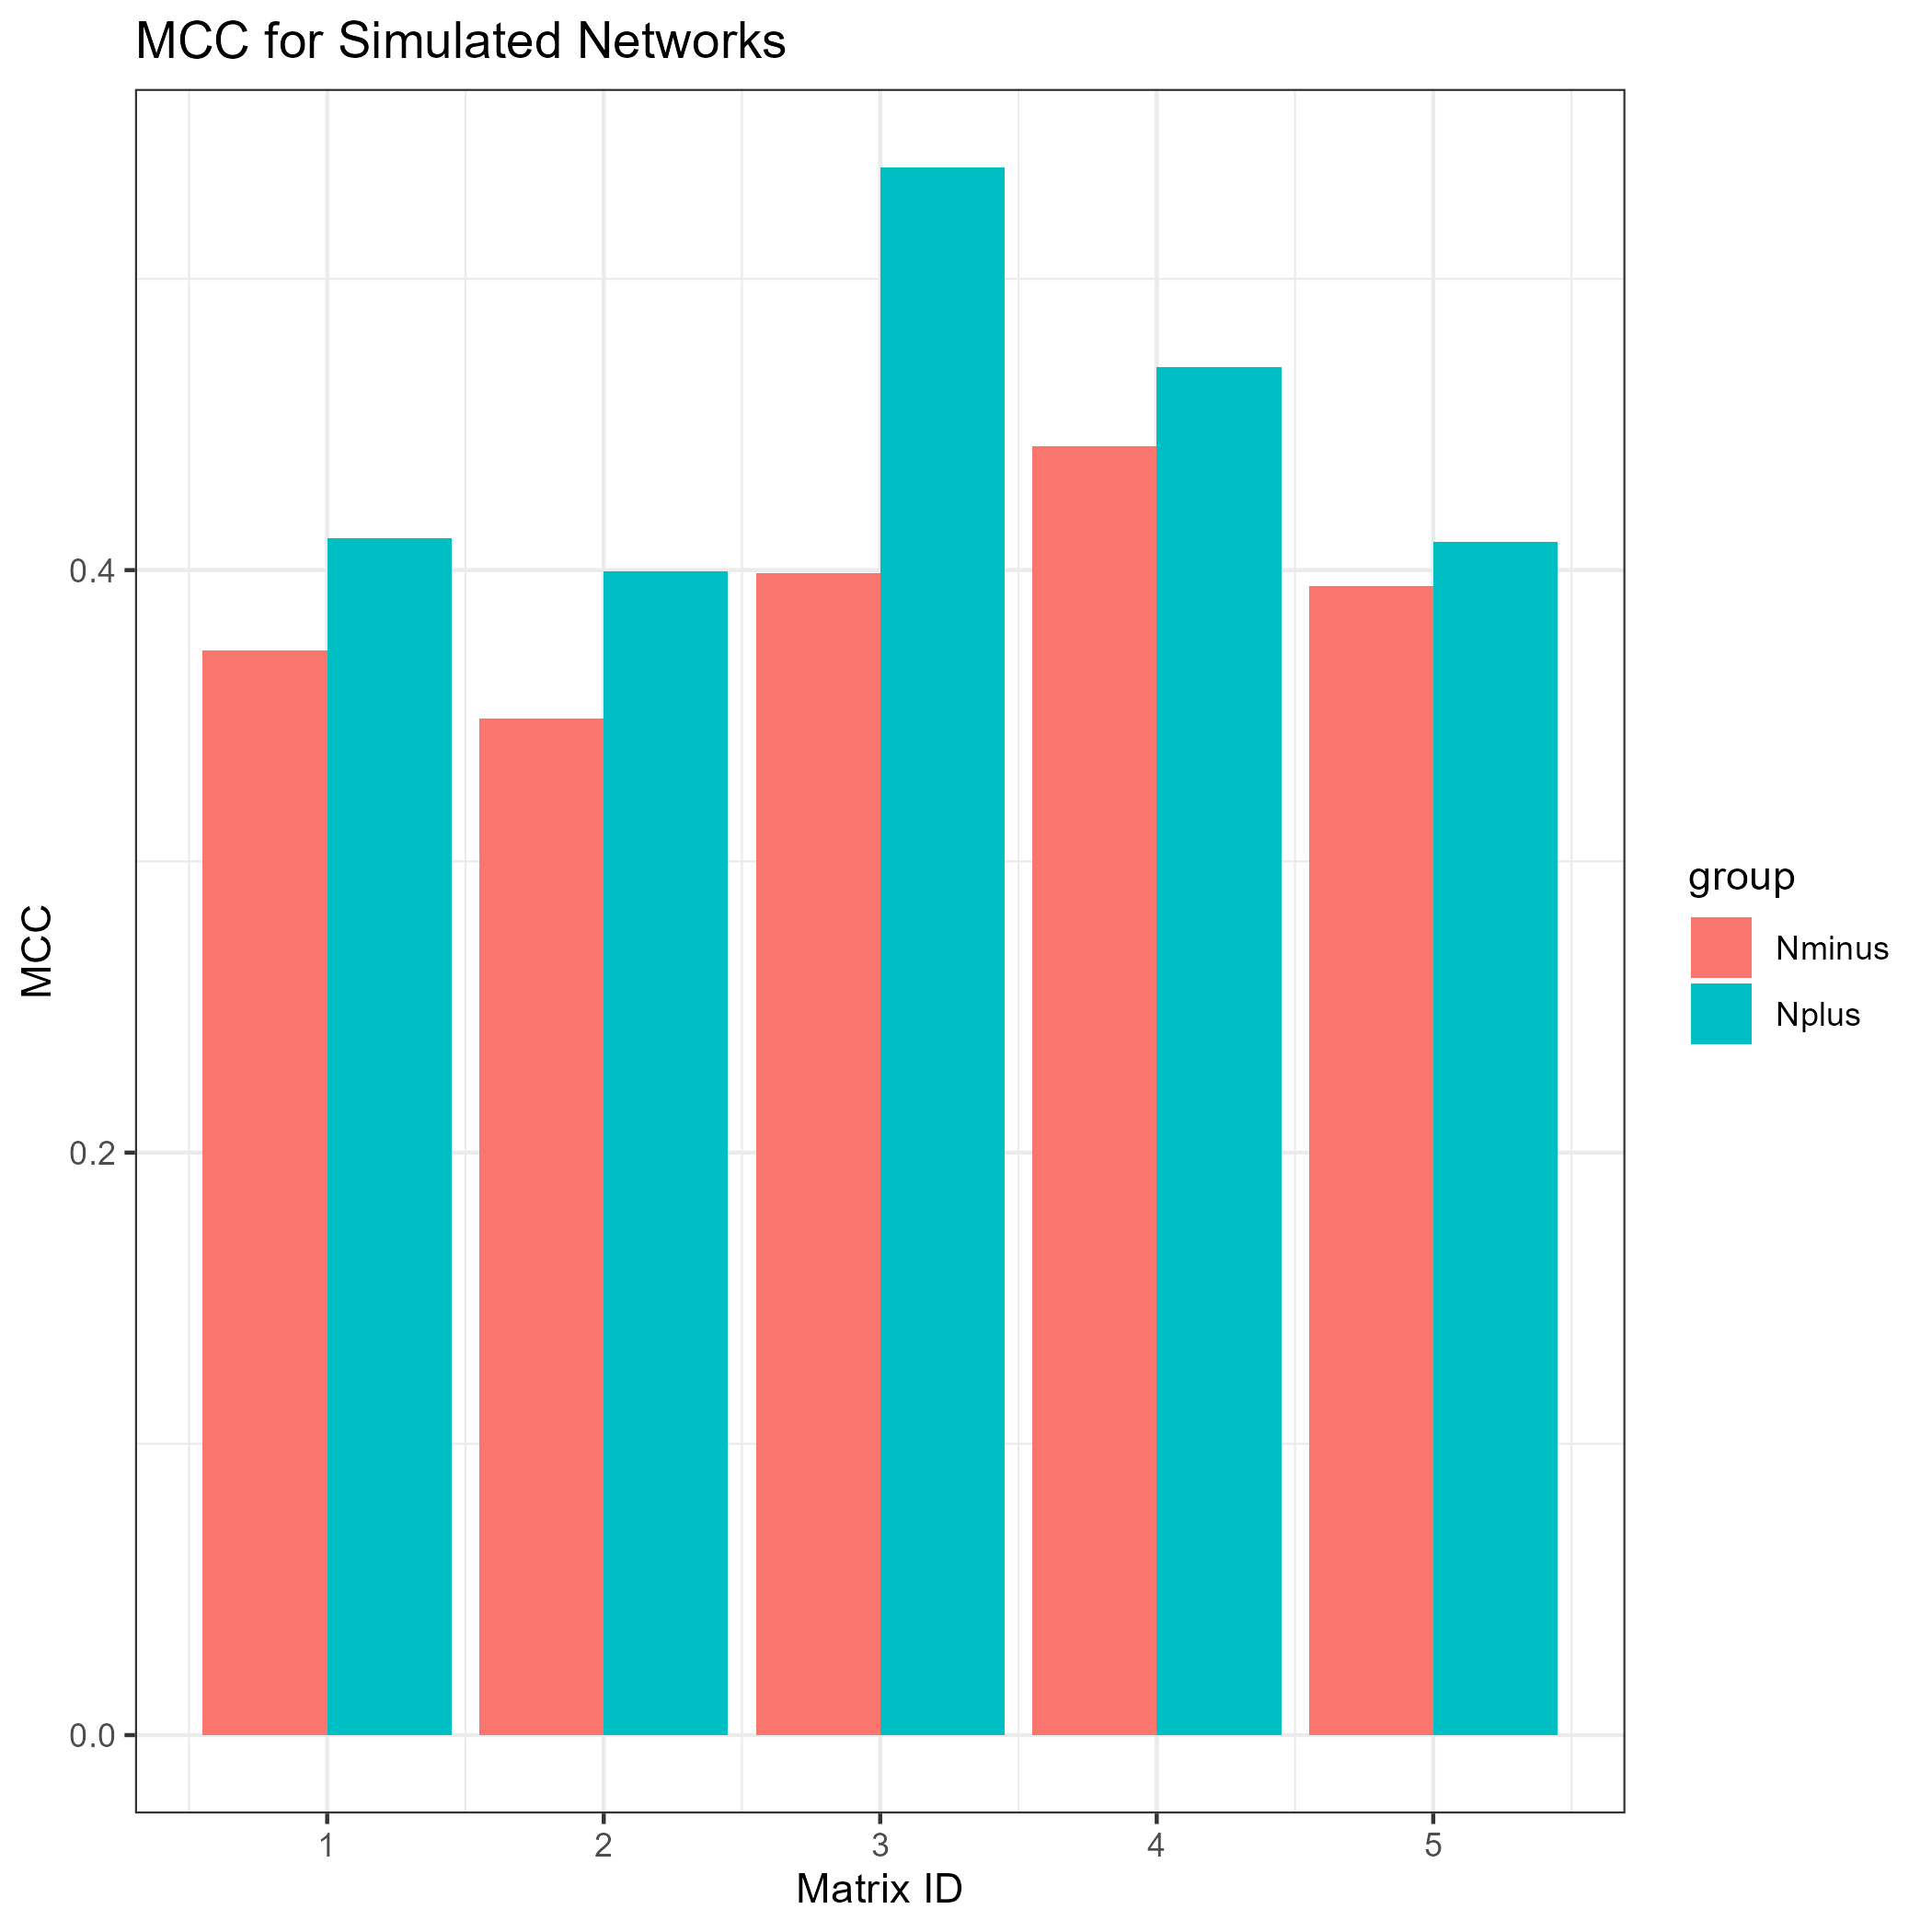 MCC for Simulated Networks
MCC
0.4
0.2
0.0
1 2 3 4 5
Matrix ID
group
Nminus
Nplus